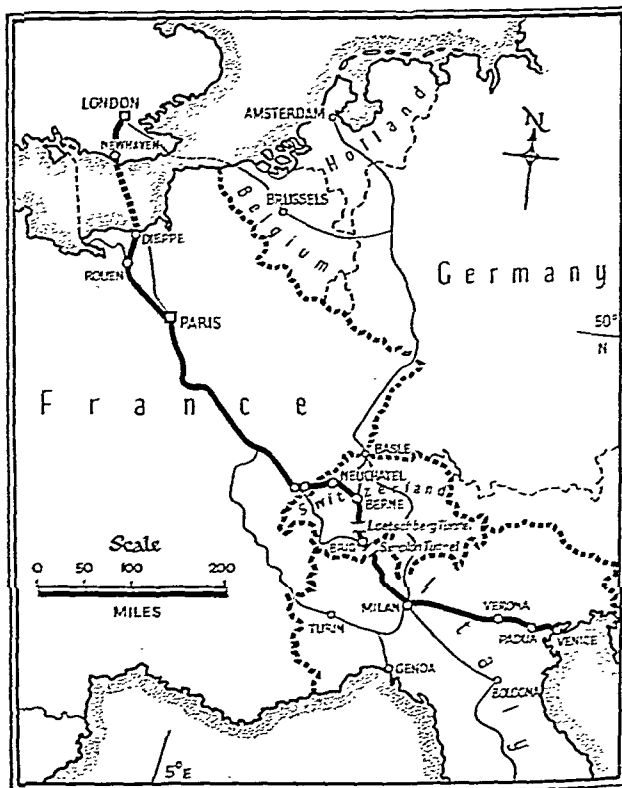 LONDON
NEWHAVEN
AMSTERDAM
Holland
N
BRUSSELS
Belgium
DIEPPE
ROUEN
Germany
PARIS
50°
N
France
BASLE
NEUCHATEL
Switzerland
BERNE
Loetschberg Tunnel
BRIG
Simplon Tunnel
Scale
0 50 100 200
MILES
MILAN
VERONA
TURIN
PADUA
VENICE
Italy
GENOA
BOLOGNA
5°E